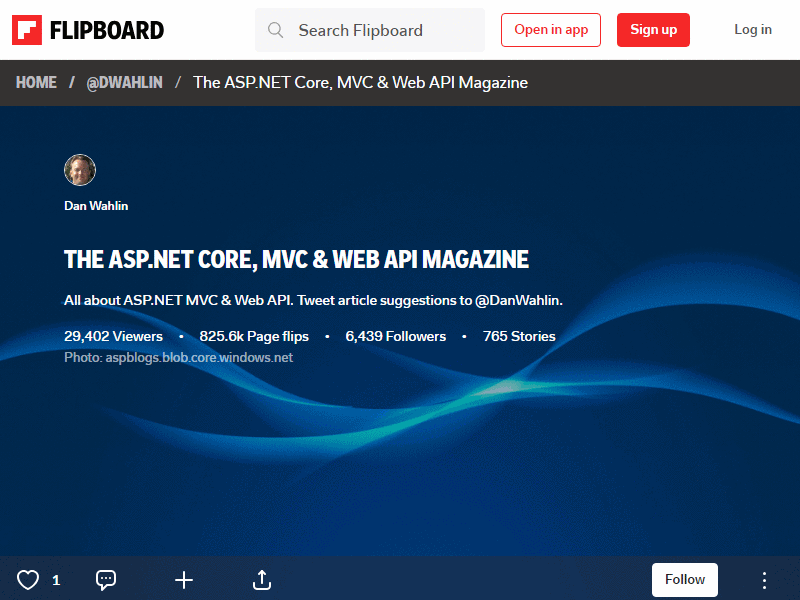 FLIPBOARD
Search Flipboard
Open in app
Sign up
Log in
HOME / @DWAHLIN / The ASP.NET Core, MVC & Web API Magazine
Dan Wahlin
THE ASP.NET CORE, MVC & WEB API MAGAZINE
All about ASP.NET MVC & Web API. Tweet article suggestions to @DanWahlin.
29,402 Viewers • 825.6k Page flips • 6,439 Followers • 765 Stories
Photo: aspblogs.blob.core.windows.net
1
Follow